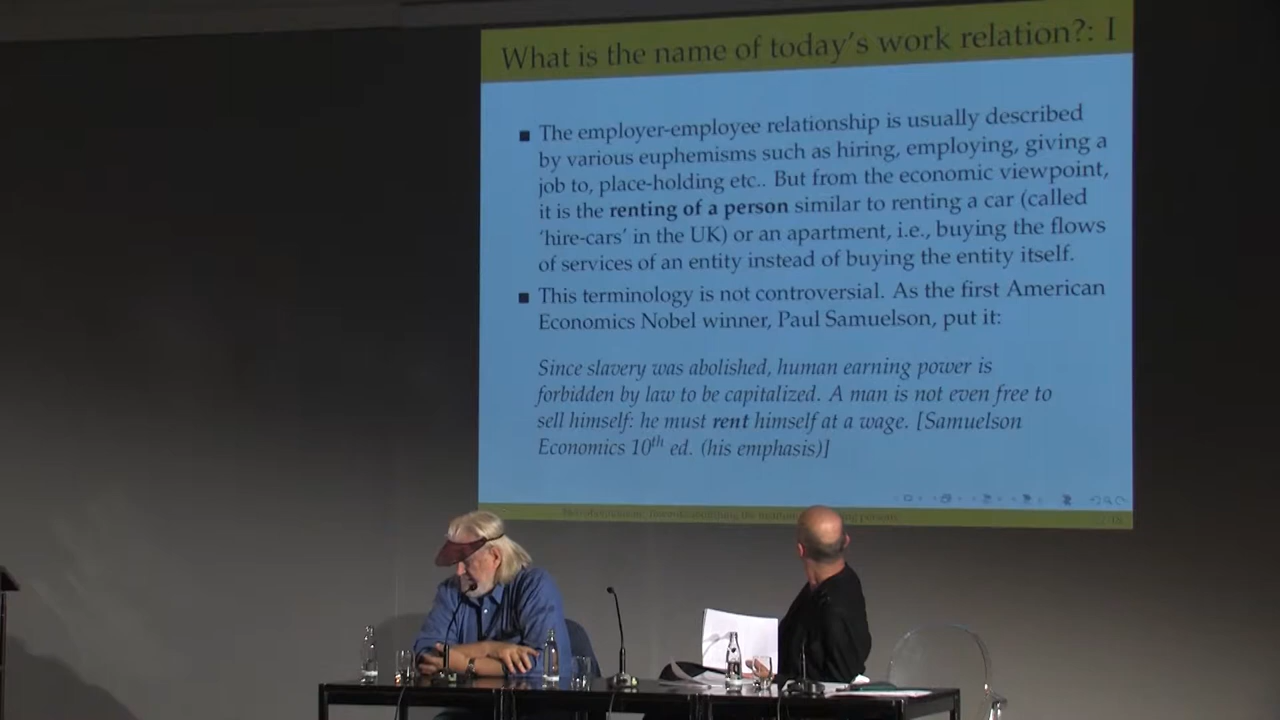 What is the name of today's work relation?: I
■ The employer-employee relationship is usually described
by various euphemisms such as hiring, employing, giving a
job to, place-holding etc.. But from the economic viewpoint,
it is the renting of a person similar to renting a car (called
'hire-cars' in the UK) or an apartment, i.e., buying the flows
of services of an entity instead of buying the entity itself.
■ This terminology is not controversial. As the first American
Economics Nobel winner, Paul Samuelson, put it:
Since slavery was abolished, human earning power is
forbidden by law to be capitalized. A man is not even free to
sell himself: he must rent himself at a wage. [Samuelson
Economics 10th ed. (his emphasis)]